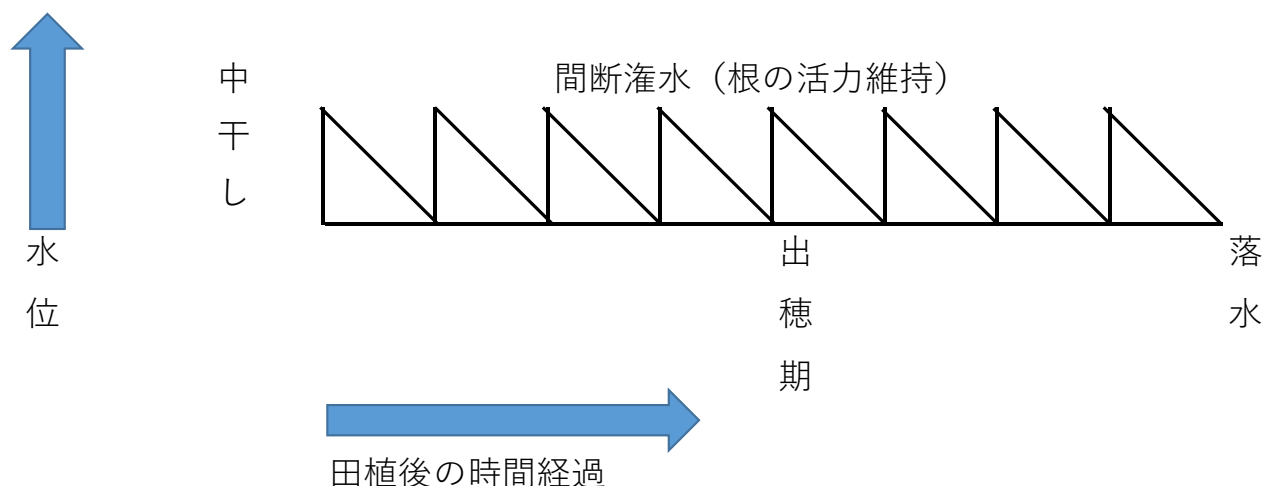 中干し
間断潅水（根の活力維持）
水位
出穂期
落水
田植後の時間経過